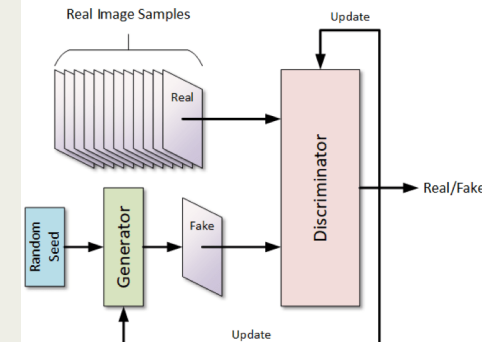 Real Image Samples
Update
Real
Discriminator
Real/Fake
Random
Seed
Generator
Fake
Update